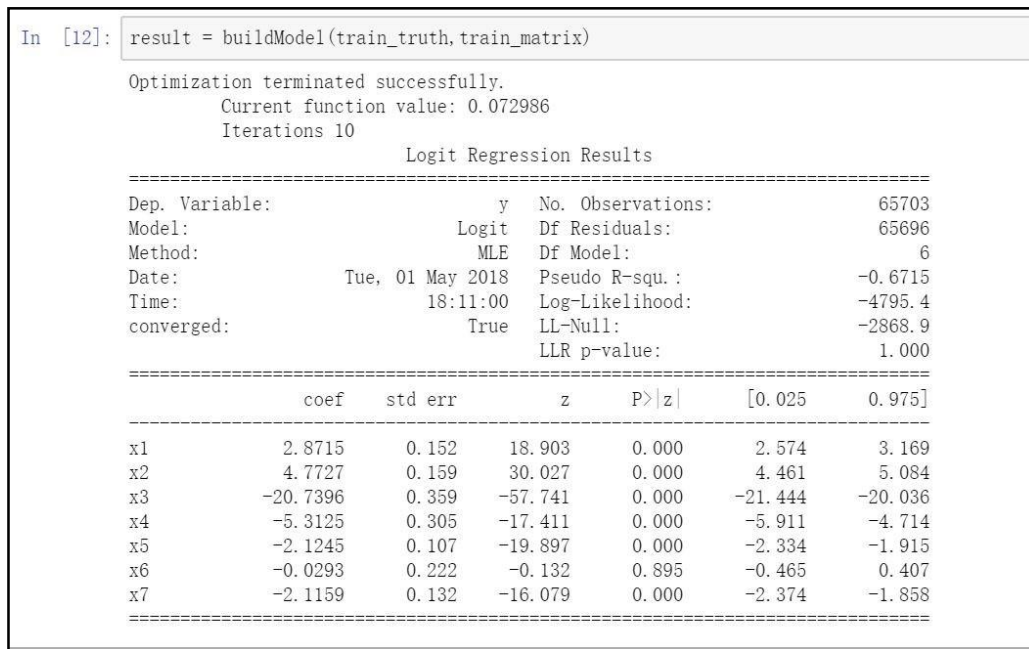 In [12]: result = buildModel(train_truth,train_matrix)
Optimization terminated successfully.
Current function value: 0.072986
Iterations 10
Logit Regression Results
==============================================================================
Dep. Variable: y No. Observations: 65703
Model: Logit Df Residuals: 65696
Method: MLE Df Model: 6
Date: Tue, 01 May 2018 Pseudo R-squ.: -0.6715
Time: 18:11:00 Log-Likelihood: -4795.4
converged: True LL-Null: -2868.9
LLR p-value: 1.000
==============================================================================
coef std err z P>|z| [0.025 0.975]
------------------------------------------------------------------------------
x1 2.8715 0.152 18.903 0.000 2.574 3.169
x2 4.7727 0.159 30.027 0.000 4.461 5.084
x3 -20.7396 0.359 -57.741 0.000 -21.444 -20.036
x4 -5.3125 0.305 -17.411 0.000 -5.911 -4.714
x5 -2.1245 0.107 -19.897 0.000 -2.334 -1.915
x6 -0.0293 0.222 -0.132 0.895 -0.465 0.407
x7 -2.1159 0.132 -16.079 0.000 -2.374 -1.858
==============================================================================